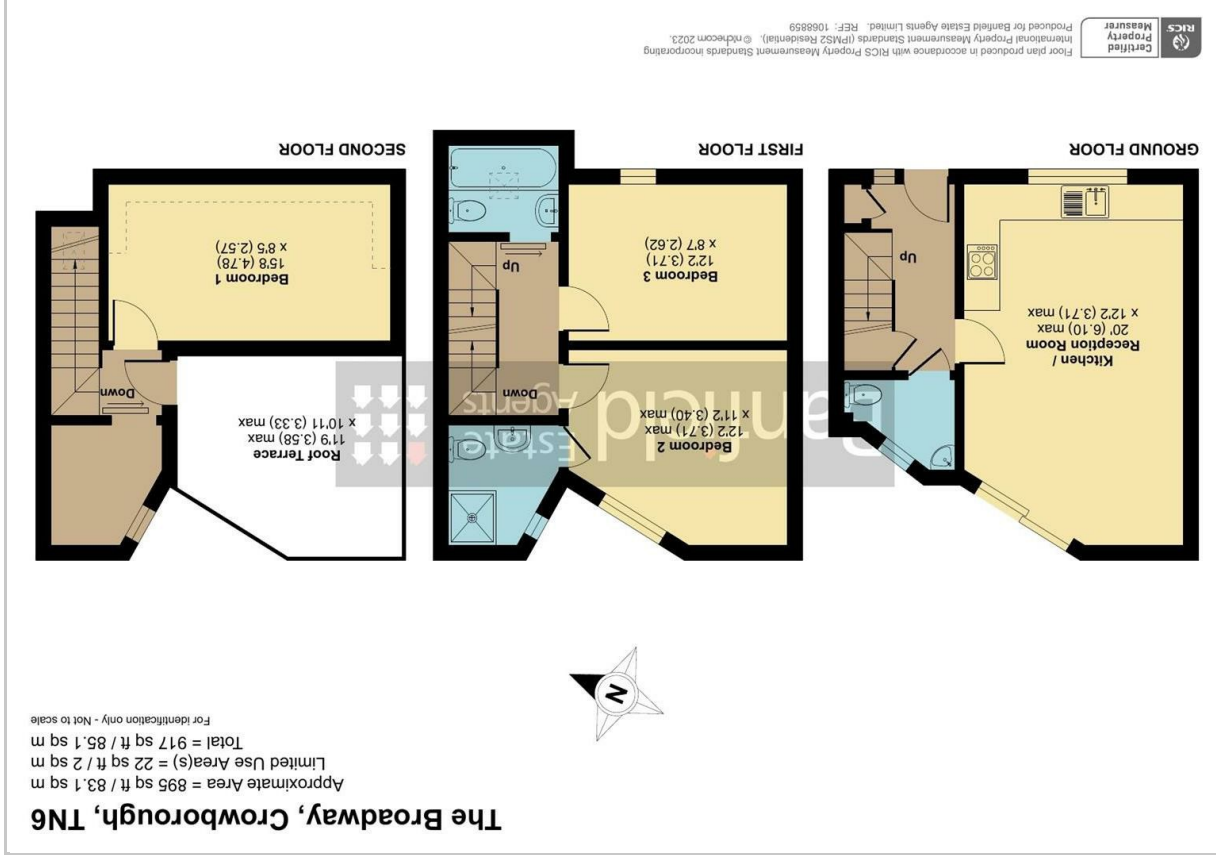 The Broadway, Crowborough, TN6
Approximate Area = 895 sq ft / 83.1 sq m
Limited Use Area(s) = 22 sq ft / 2 sq m
Total = 917 sq ft / 85.1 sq m
For identification only - Not to scale
N
Kitchen /
Reception Room
20' (6.10) max
x 12'2 (3.71) max
Up
GROUND FLOOR
Bedroom 2
12'2 (3.71) max
x 11'2 (3.40) max
Down
Bedroom 3
12'2 (3.71)
x 8'7 (2.62)
Up
FIRST FLOOR
Roof Terrace
11'9 (3.58) max
x 10'11 (3.33) max
Down
Bedroom 1
15'8 (4.78)
x 8'5 (2.57)
SECOND FLOOR
Banfield
Estate
Agents
RICS
Certified
Property
Measurer
Floor plan produced in accordance with RICS Property Measurement Standards incorporating
International Property Measurement Standards (IPMS2 Residential). © nichecom 2023.
Produced for Banfield Estate Agents Limited. REF: 1068859